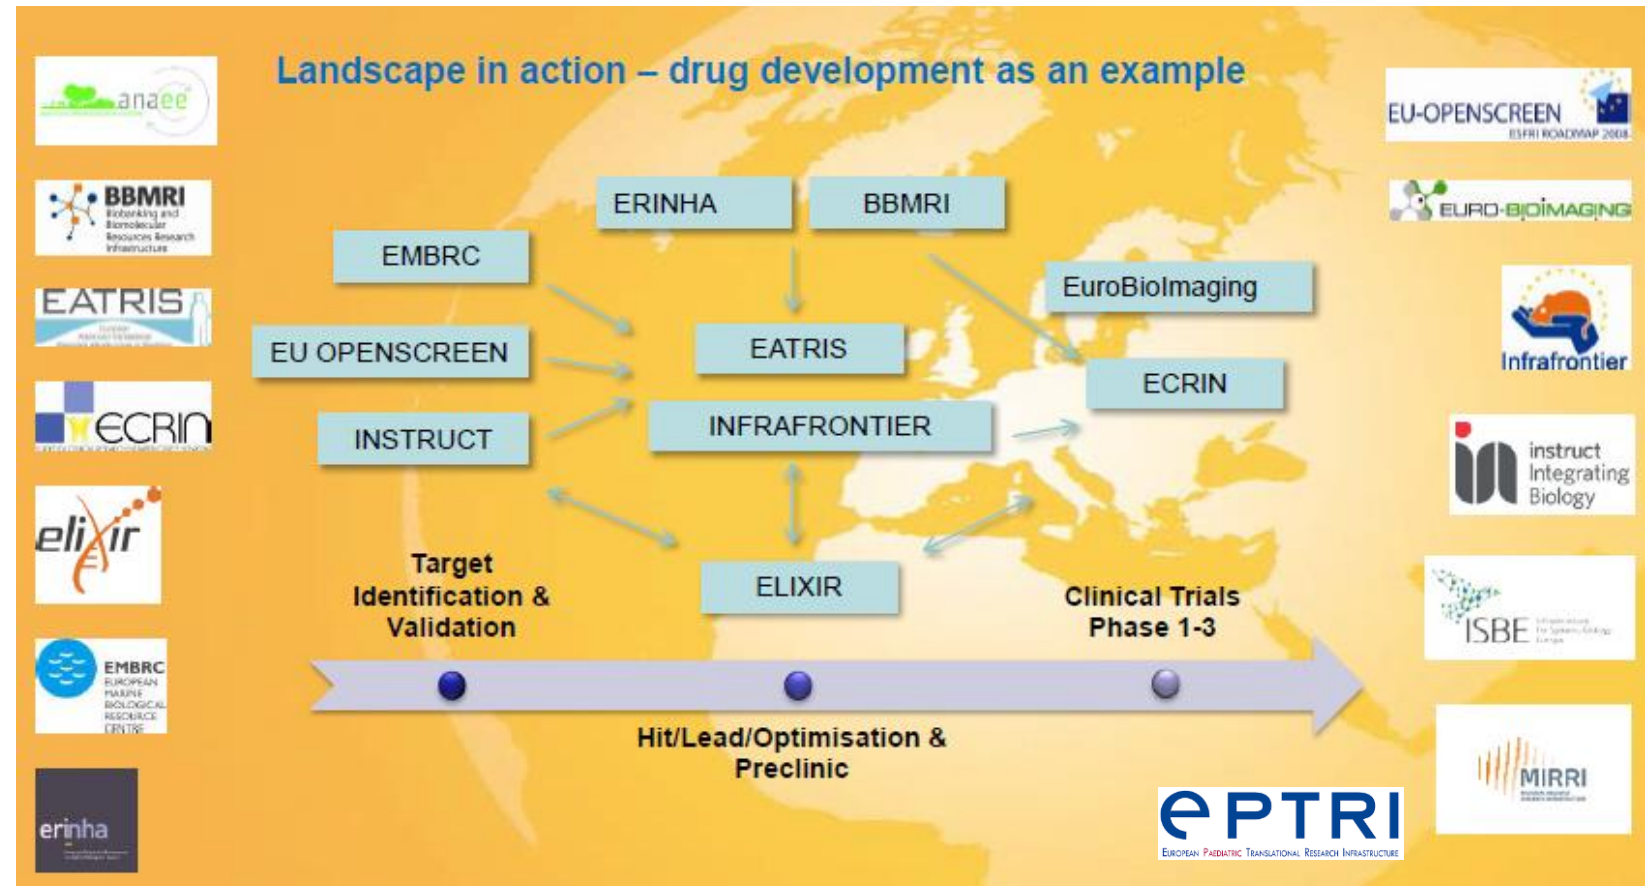 Landscape in action – drug development as an example
anaee
BBMRI
Biobanking and
Biomolecular
Resources Research
Infrastructure
EATRIS
ECRIN
elixir
EMBRC
EUROPEAN
MARINE
BIOLOGICAL
RESOURCE
CENTRE
erinha
ERINHA
BBMRI
EMBRC
EuroBioImaging
EU OPENSCREEN
EATRIS
ECRIN
INSTRUCT
INFRAFRONTIER
ELIXIR
Target
Identification &
Validation
Clinical Trials
Phase 1-3
Hit/Lead/Optimisation &
Preclinic
EU-OPENSCREEN
ESFRI ROADMAP 2008
EURO-BIOIMAGING
Infrafrontier
instruct
Integrating
Biology
ISBE
MIRRI
ePTRI
EUROPEAN PAEDIATRIC TRANSLATIONAL RESEARCH INFRASTRUCTURE